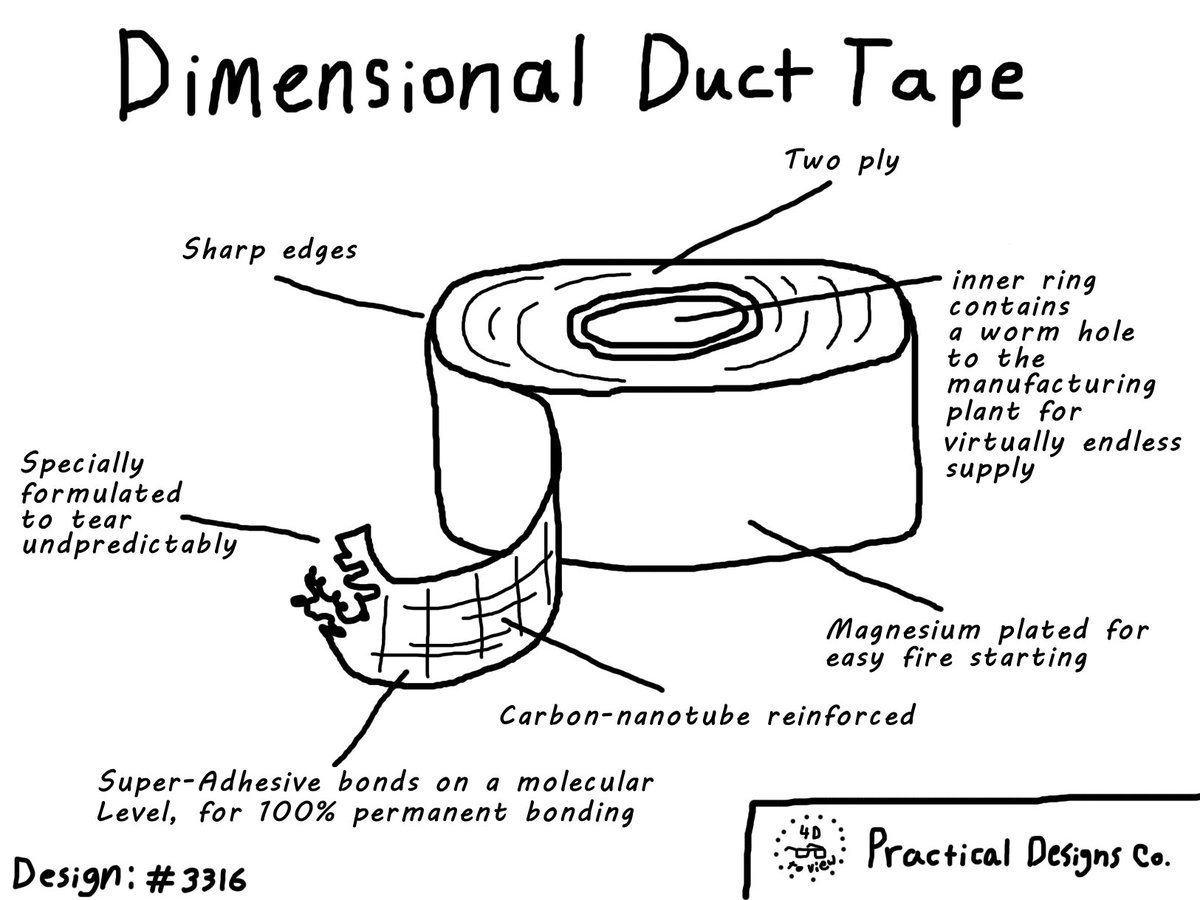 Dimensional Duct Tape
Two ply
Sharp edges
inner ring
contains
a worm hole
to the
manufacturing
plant for
virtually endless
supply
Specially
formulated
to tear
undpredictably
Magnesium plated for
easy fire starting
Carbon-nanotube reinforced
Super-Adhesive bonds on a molecular
Level, for 100% permanent bonding
Design: #3316
4D
view
Practical Designs Co.